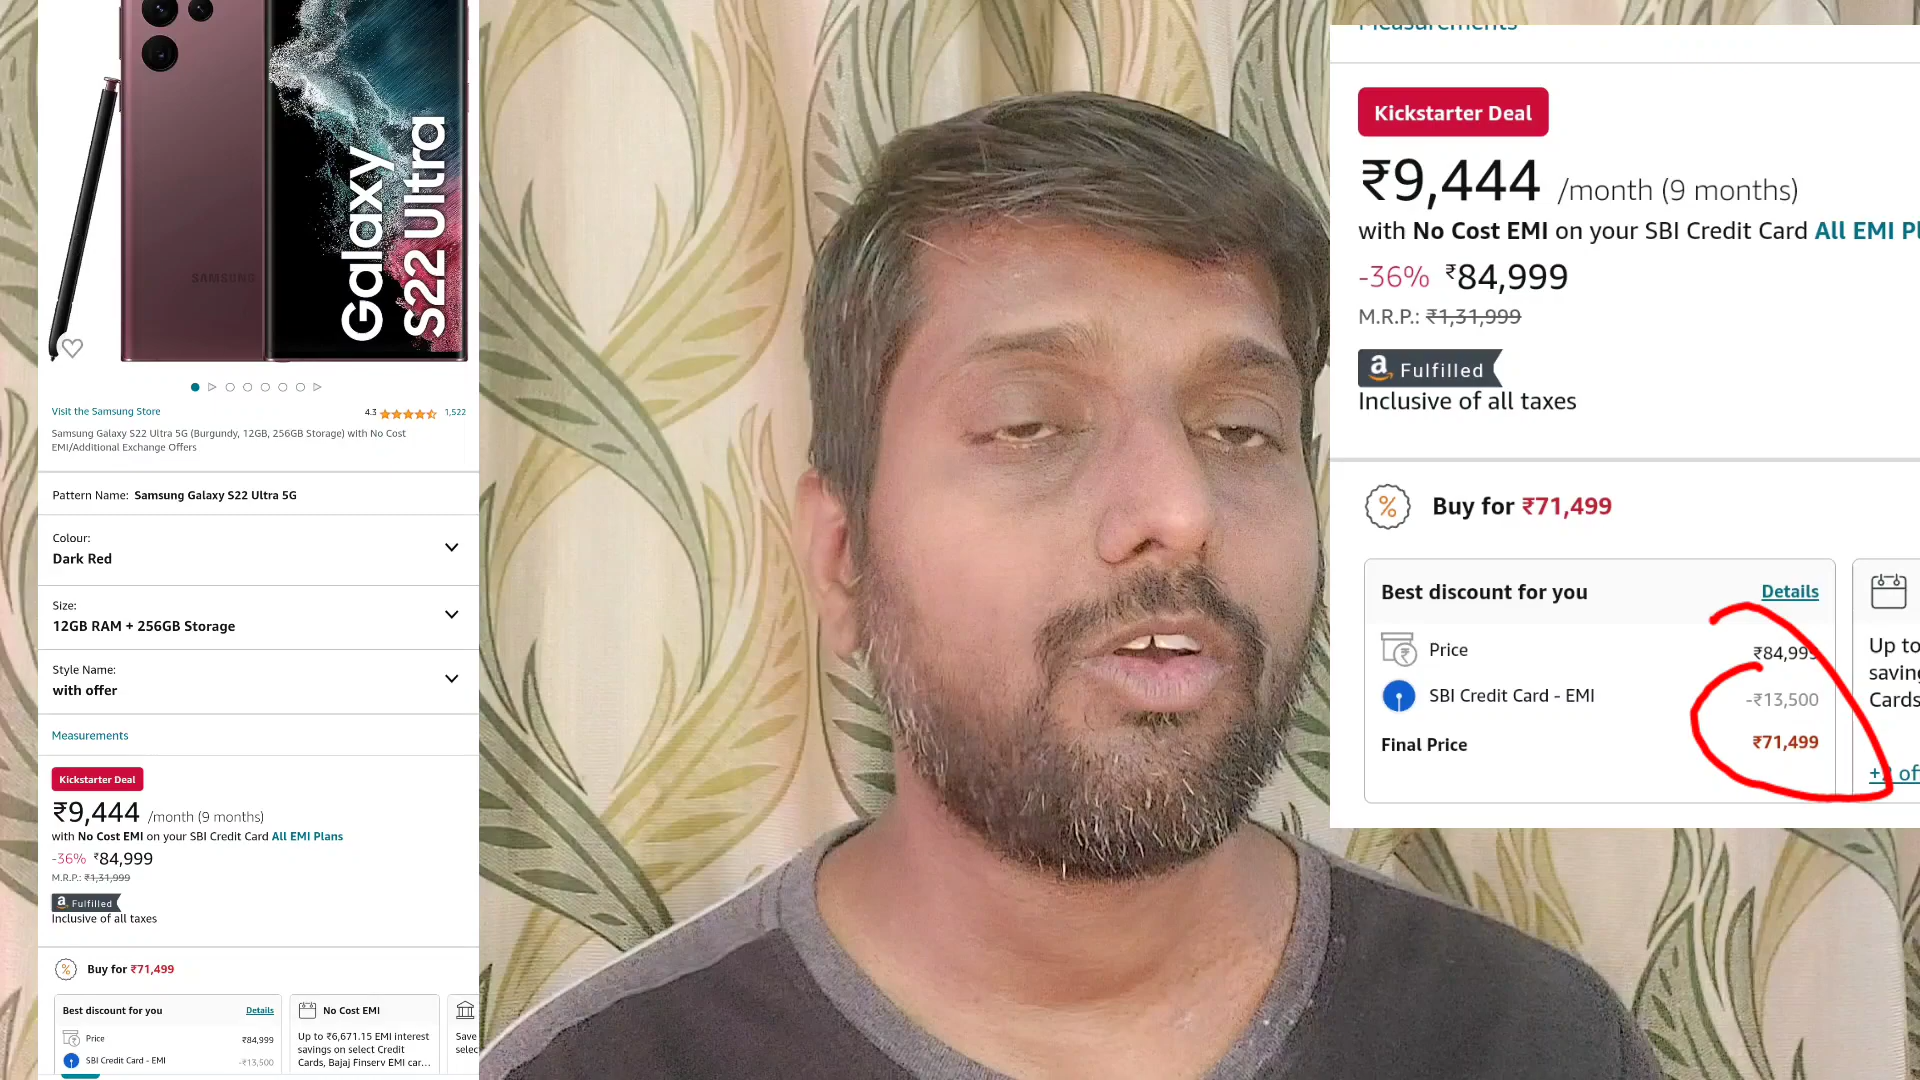 Galaxy
S22 Ultra
SAMSUNG
Visit the Samsung Store
4.3
1,522
Samsung Galaxy S22 Ultra 5G (Burgundy, 12GB, 256GB Storage) with No Cost
EMI/Additional Exchange Offers
Pattern Name: Samsung Galaxy S22 Ultra 5G
Colour:
Dark Red
Size:
12GB RAM + 256GB Storage
Style Name:
with offer
Measurements
Kickstarter Deal
₹9,444 /month (9 months)
with No Cost EMI on your SBI Credit Card All EMI Plans
-36% ₹84,999
M.R.P.: ₹1,31,999
a Fulfilled
Inclusive of all taxes
% Buy for ₹71,499
Best discount for you Details
Price ₹84,999
SBI Credit Card - EMI -₹13,500
No Cost EMI
Up to ₹6,671.15 EMI interest
savings on select Credit
Cards, Bajaj Finserv EMI car...
Save
selec
Measurements
Kickstarter Deal
₹9,444 /month (9 months)
with No Cost EMI on your SBI Credit Card All EMI Pl
-36% ₹84,999
M.R.P.: ₹1,31,999
a Fulfilled
Inclusive of all taxes
% Buy for ₹71,499
Best discount for you Details
Price ₹84,999
SBI Credit Card - EMI -₹13,500
Final Price ₹71,499
Up to
saving
Cards